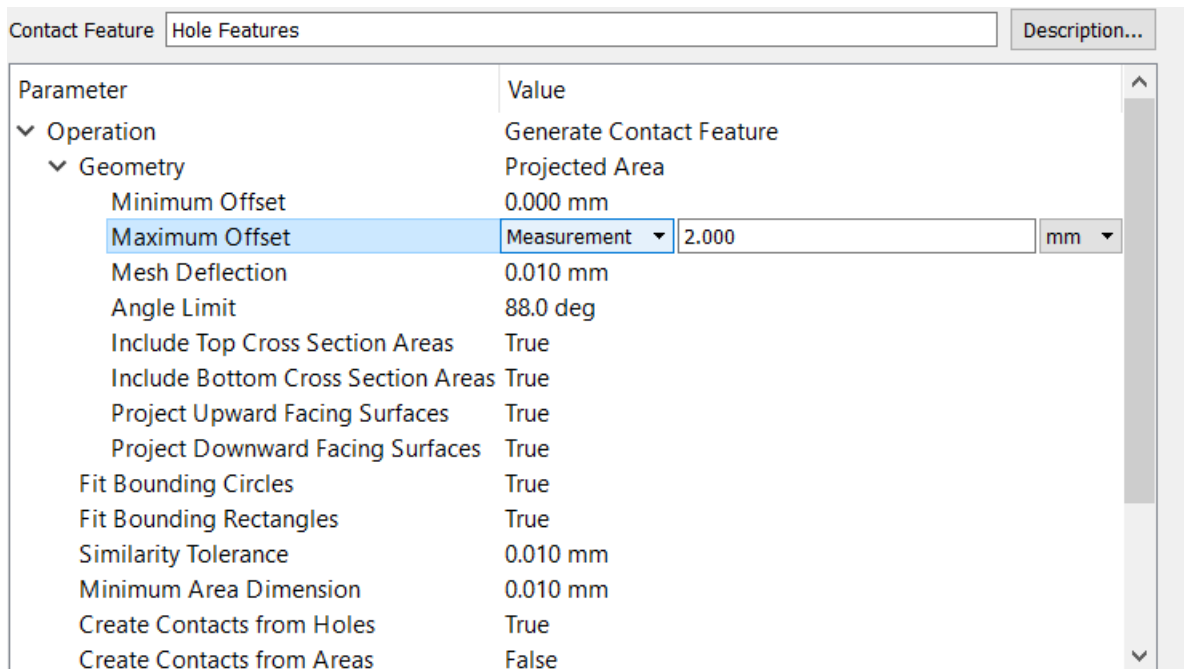 Contact Feature Hole Features Description...
Parameter Value
Operation Generate Contact Feature
Geometry Projected Area
Minimum Offset 0.000 mm
Maximum Offset Measurement 2.000 mm
Mesh Deflection 0.010 mm
Angle Limit 88.0 deg
Include Top Cross Section Areas True
Include Bottom Cross Section Areas True
Project Upward Facing Surfaces True
Project Downward Facing Surfaces True
Fit Bounding Circles True
Fit Bounding Rectangles True
Similarity Tolerance 0.010 mm
Minimum Area Dimension 0.010 mm
Create Contacts from Holes True
Create Contacts from Areas False